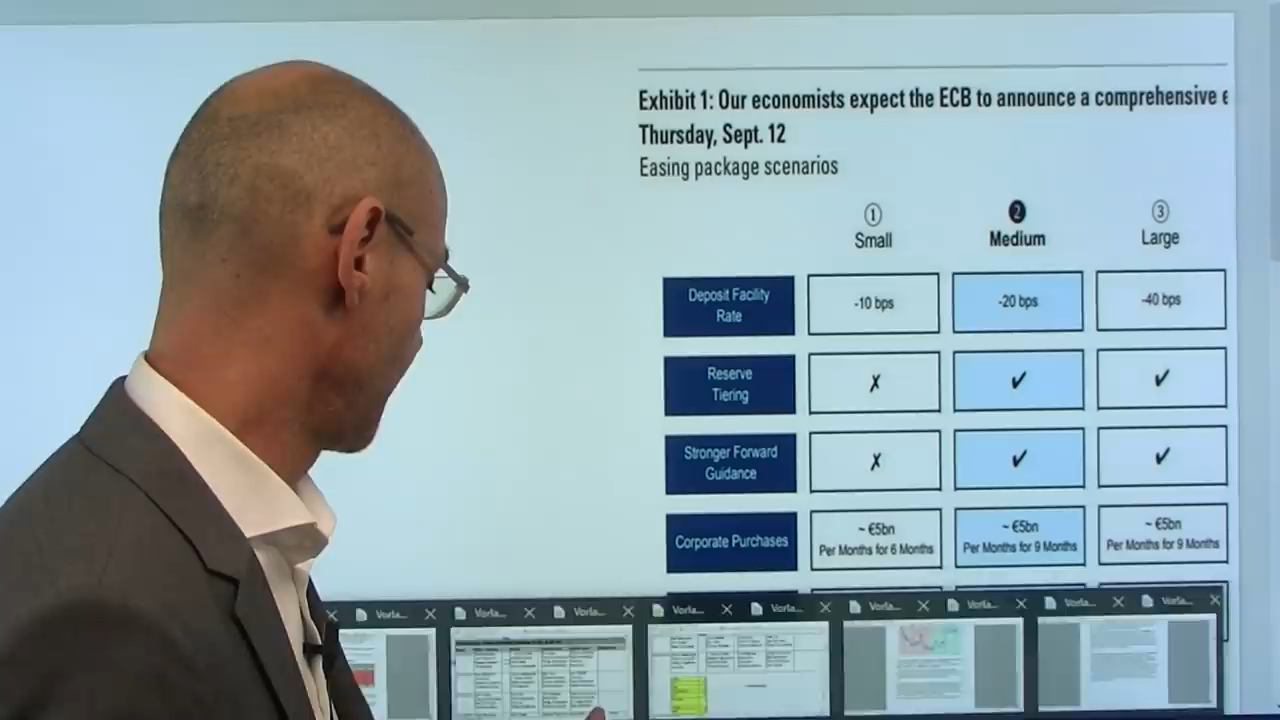 Exhibit 1: Our economists expect the ECB to announce a comprehensive e
Thursday, Sept. 12
Easing package scenarios
① ❷ ③
Small Medium Large
Deposit Facility
Rate
-10 bps -20 bps -40 bps
Reserve
Tiering
✗ ✓ ✓
Stronger Forward
Guidance
✗ ✓ ✓
Corporate Purchases
~ €5bn
Per Months for 6 Months
~ €5bn
Per Months for 9 Months
~ €5bn
Per Months for 9 Months
Vorla... Vorla... Vorla... Vorla... Vorla... Vorla... Vorla... Vorla... Vorla...